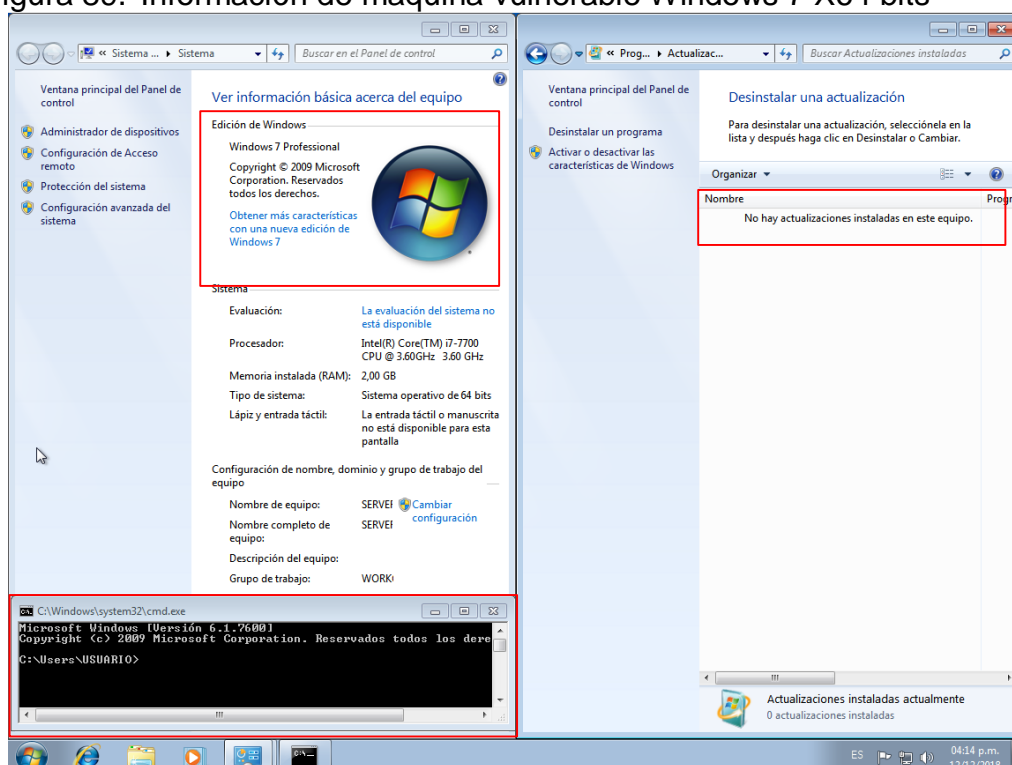 Información de máquina vulnerable Windows 7 X64 bits
« Sistema ... ▸ Sistema
Buscar en el Panel de control
Ventana principal del Panel de
control
Administrador de dispositivos
Configuración de Acceso
remoto
Protección del sistema
Configuración avanzada del
sistema
Ver información básica acerca del equipo
Edición de Windows
Windows 7 Professional
Copyright © 2009 Microsoft
Corporation. Reservados
todos los derechos.
Obtener más características
con una nueva edición de
Windows 7
Sistema
Evaluación: La evaluación del sistema no
está disponible
Procesador: Intel(R) Core(TM) i7-7700
CPU @ 3.60GHz 3.60 GHz
Memoria instalada (RAM): 2,00 GB
Tipo de sistema: Sistema operativo de 64 bits
Lápiz y entrada táctil: La entrada táctil o manuscrita
no está disponible para esta
pantalla
Configuración de nombre, dominio y grupo de trabajo del
equipo
Nombre de equipo: SERVER Cambiar
configuración
Nombre completo de SERVER
equipo:
Descripción del equipo:
Grupo de trabajo:
C:\Windows\system32\cmd.exe
Microsoft Windows [Versión 6.1.7600]
Copyright (c) 2009 Microsoft Corporation. Reservados todos los dere
C:\Users\USUARIO>
« Prog... ▸ Actualizac...
Buscar Actualizaciones instaladas
Ventana principal del Panel de
control
Desinstalar un programa
Activar o desactivar las
características de Windows
Desinstalar una actualización
Para desinstalar una actualización, selecciónela en la
lista y después haga clic en Desinstalar o Cambiar.
Organizar
Nombre Progr
No hay actualizaciones instaladas en este equipo.
Actualizaciones instaladas actualmente
0 actualizaciones instaladas
ES
04:14 p.m.
12/12/2018